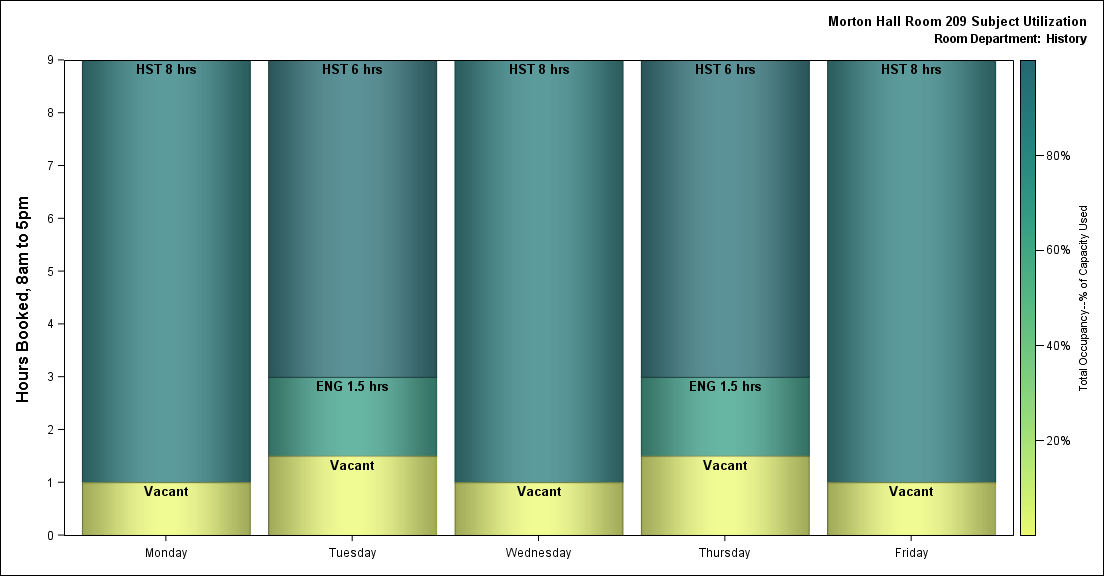 Morton Hall Room 209 Subject Utilization
Room Department: History
Hours Booked, 8am to 5pm
9
8
7
6
5
4
3
2
1
0
HST 8 hrs
Vacant
HST 6 hrs
ENG 1.5 hrs
Vacant
HST 8 hrs
Vacant
HST 6 hrs
ENG 1.5 hrs
Vacant
HST 8 hrs
Vacant
Monday
Tuesday
Wednesday
Thursday
Friday
80%
60%
40%
20%
Total Occupancy--% of Capacity Used